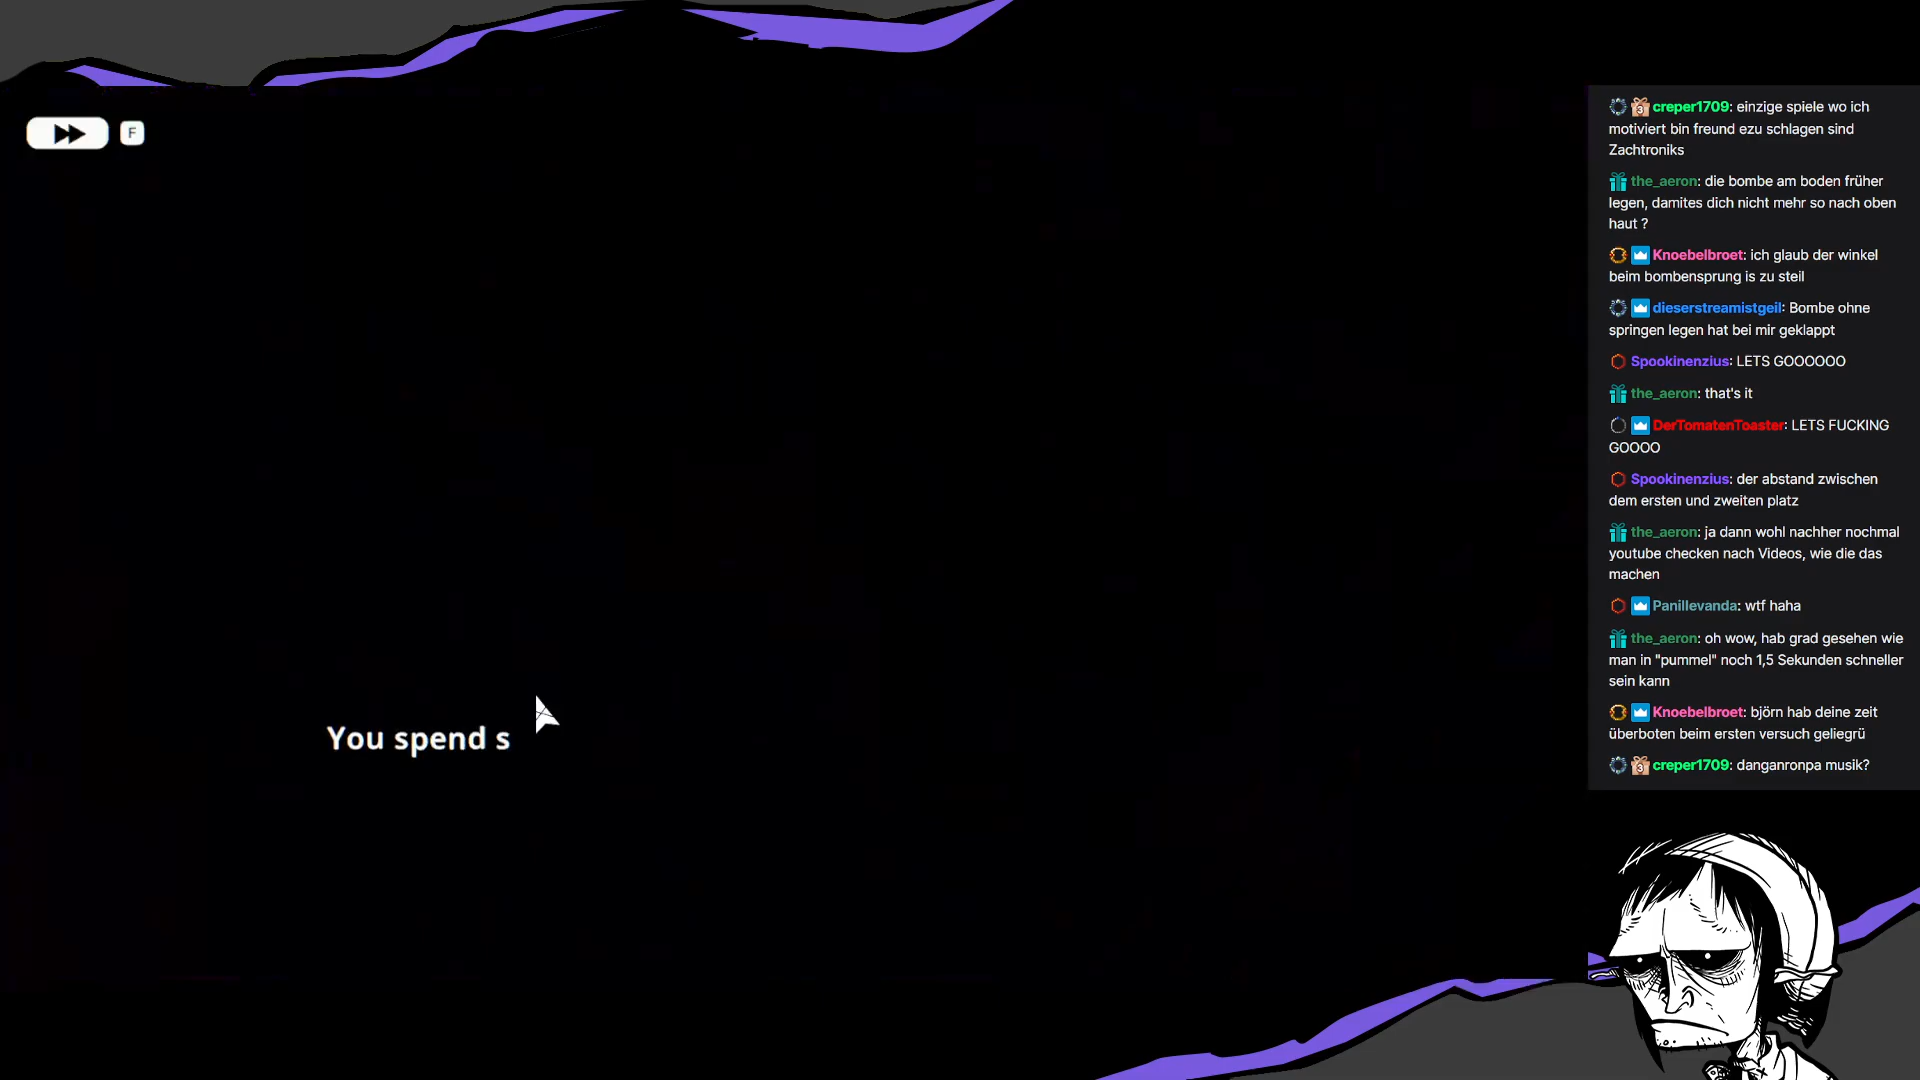 F
You spend s
creper1709: einzige spiele wo ich
motiviert bin freund ezu schlagen sind
Zachtroniks
the_aeron: die bombe am boden früher
legen, damites dich nicht mehr so nach oben
haut ?
Knoebelbroet: ich glaub der winkel
beim bombensprung is zu steil
dieserstreamistgeil: Bombe ohne
springen legen hat bei mir geklappt
Spookinenzius: LETS GOOOOOO
the_aeron: that's it
DerTomatenToaster: LETS FUCKING
GOOOO
Spookinenzius: der abstand zwischen
dem ersten und zweiten platz
the_aeron: ja dann wohl nachher nochmal
youtube checken nach Videos, wie die das
machen
Panillevanda: wtf haha
the_aeron: oh wow, hab grad gesehen wie
man in "pummel" noch 1,5 Sekunden schneller
sein kann
Knoebelbroet: björn hab deine zeit
überboten beim ersten versuch geliegrü
creper1709: danganronpa musik?